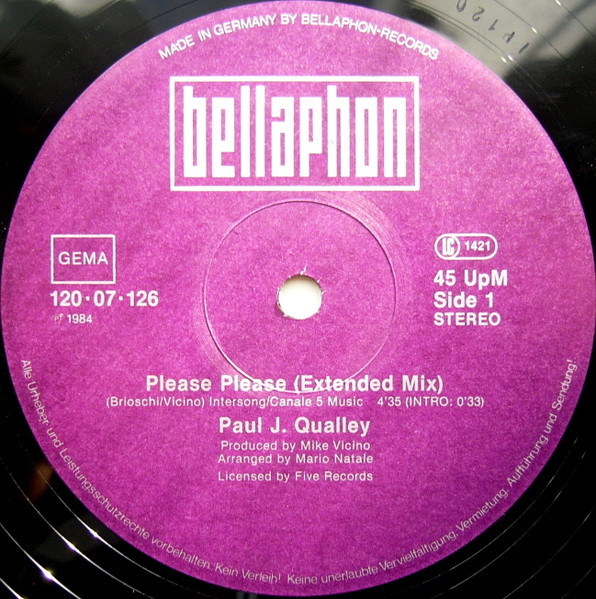 MADE IN GERMANY BY BELLAPHON-RECORDS
bellaphon
GEMA
LC 1421
120·07·126
45 UpM
Side 1
℗ 1984
STEREO
Please Please (Extended Mix)
(Brioschi/Vicino) Intersong/Canale 5 Music 4'35 (INTRO: 0'33)
Paul J. Qualley
Produced by Mike Vicino
Arranged by Mario Natale
Licensed by Five Records
Alle Urheber- und Leistungsschutzrechte vorbehalten. Kein Verleih! Keine unerlaubte Vervielfältigung, Vermietung, Aufführung und Sendung!